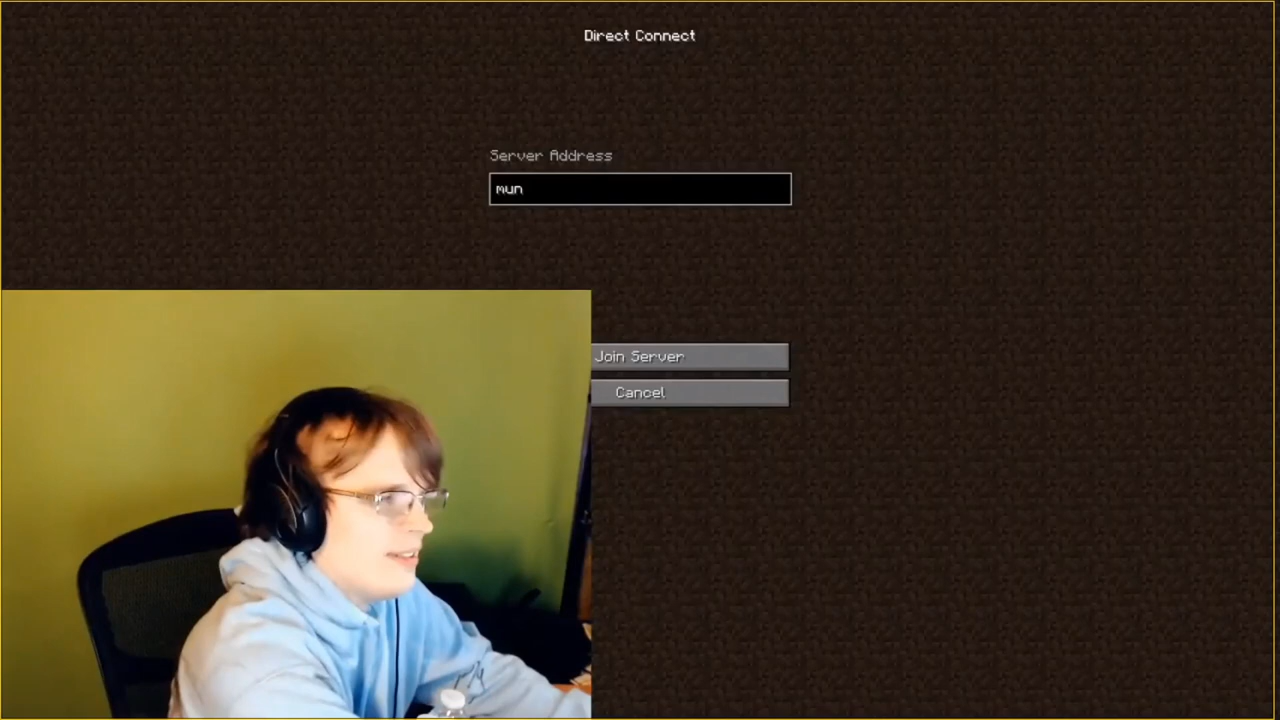 Direct Connect
Server Address
mun
Join Server
Cancel